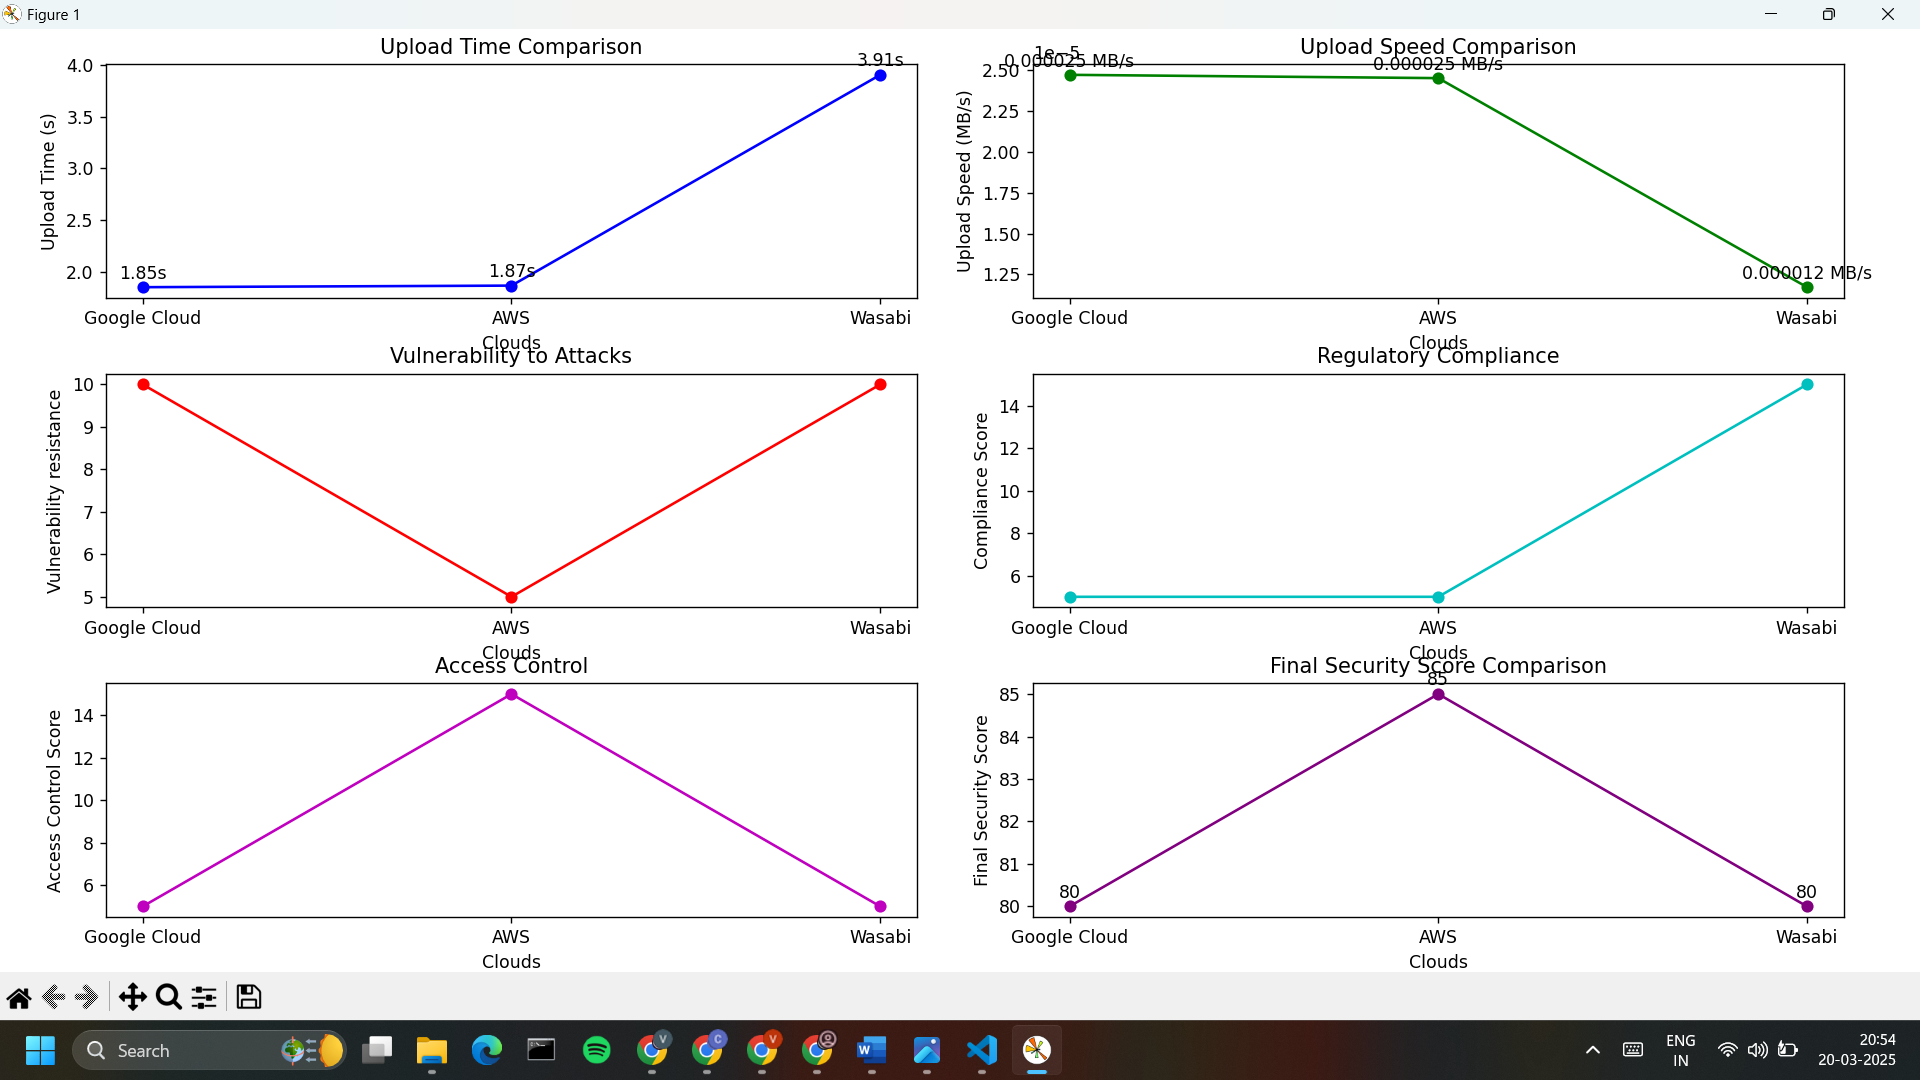 Figure 1
Upload Time Comparison
4.0
3.5
3.0
2.5
2.0
Upload Time (s)
1.85s
1.87s
3.91s
Google Cloud
AWS
Wasabi
Clouds
Upload Speed Comparison
1e−5
2.50
2.25
2.00
1.75
1.50
1.25
Upload Speed (MB/s)
0.000025 MB/s
0.000025 MB/s
0.000012 MB/s
Google Cloud
AWS
Wasabi
Clouds
Vulnerability to Attacks
10
9
8
7
6
5
Vulnerability resistance
Google Cloud
AWS
Wasabi
Clouds
Regulatory Compliance
14
12
10
8
6
Compliance Score
Google Cloud
AWS
Wasabi
Clouds
Access Control
14
12
10
8
6
Access Control Score
Google Cloud
AWS
Wasabi
Clouds
Final Security Score Comparison
85
84
83
82
81
80
Final Security Score
80
85
80
Google Cloud
AWS
Wasabi
Clouds
Search
V
C
V
W
ENG
IN
20:54
20-03-2025